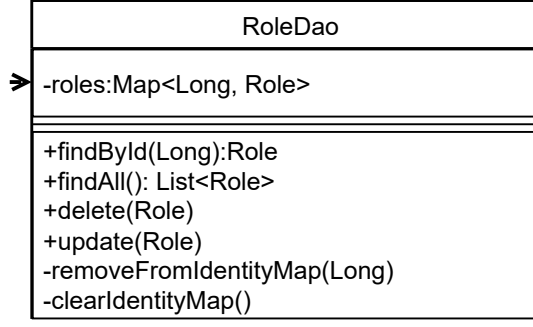 RoleDao
-roles:Map<Long, Role>
+findById(Long):Role
+findAll(): List<Role>
+delete(Role)
+update(Role)
-removeFromIdentityMap(Long)
-clearIdentityMap()